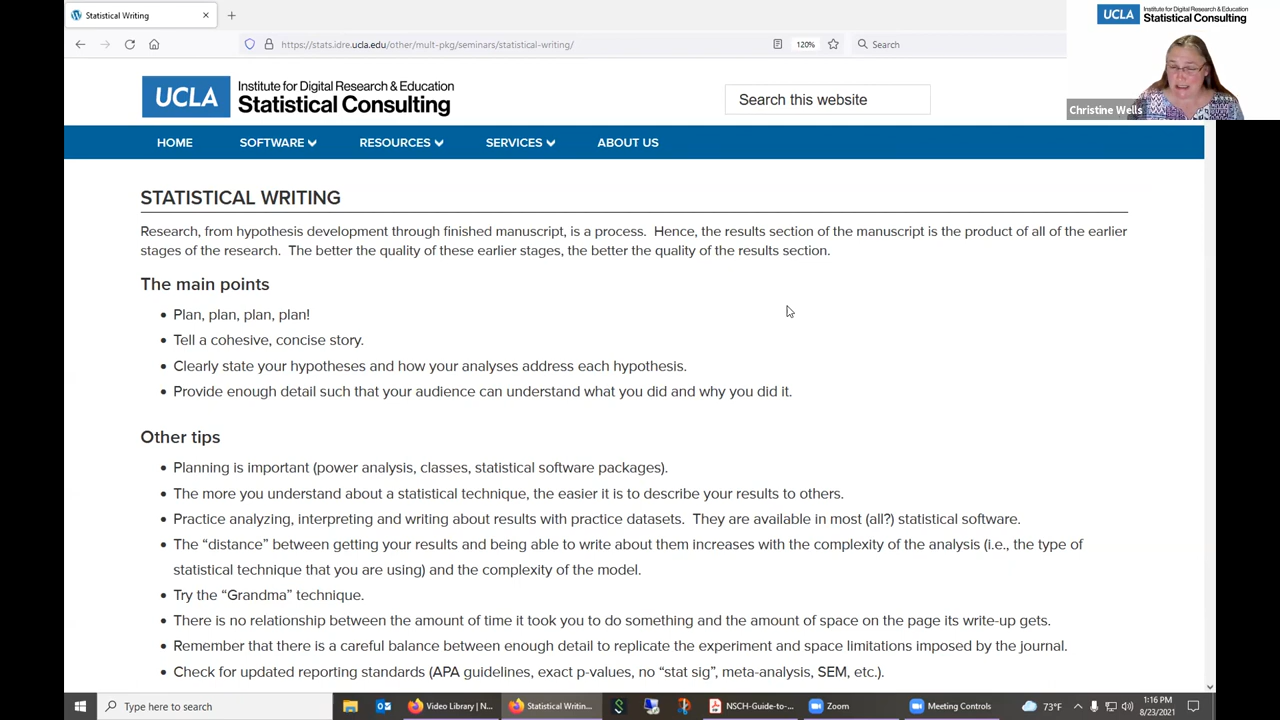 Statistical Writing
https://stats.idre.ucla.edu/other/mult-pkg/seminars/statistical-writing/
120%
Search
UCLA
Institute for Digital Research & Education
Statistical Consulting
Christine Wells
UCLA
Institute for Digital Research & Education
Statistical Consulting
Search this website
HOME
SOFTWARE
RESOURCES
SERVICES
ABOUT US
STATISTICAL WRITING
Research, from hypothesis development through finished manuscript, is a process. Hence, the results section of the manuscript is the product of all of the earlier
stages of the research. The better the quality of these earlier stages, the better the quality of the results section.
The main points
Plan, plan, plan, plan!
Tell a cohesive, concise story.
Clearly state your hypotheses and how your analyses address each hypothesis.
Provide enough detail such that your audience can understand what you did and why you did it.
Other tips
Planning is important (power analysis, classes, statistical software packages).
The more you understand about a statistical technique, the easier it is to describe your results to others.
Practice analyzing, interpreting and writing about results with practice datasets. They are available in most (all?) statistical software.
The “distance” between getting your results and being able to write about them increases with the complexity of the analysis (i.e., the type of
statistical technique that you are using) and the complexity of the model.
Try the “Grandma” technique.
There is no relationship between the amount of time it took you to do something and the amount of space on the page its write-up gets.
Remember that there is a careful balance between enough detail to replicate the experiment and space limitations imposed by the journal.
Check for updated reporting standards (APA guidelines, exact p-values, no “stat sig”, meta-analysis, SEM, etc.).
Type here to search
Video Library | N...
Statistical Writin...
NSCH-Guide-to-...
Zoom
Meeting Controls
73°F
1:16 PM
8/23/2021